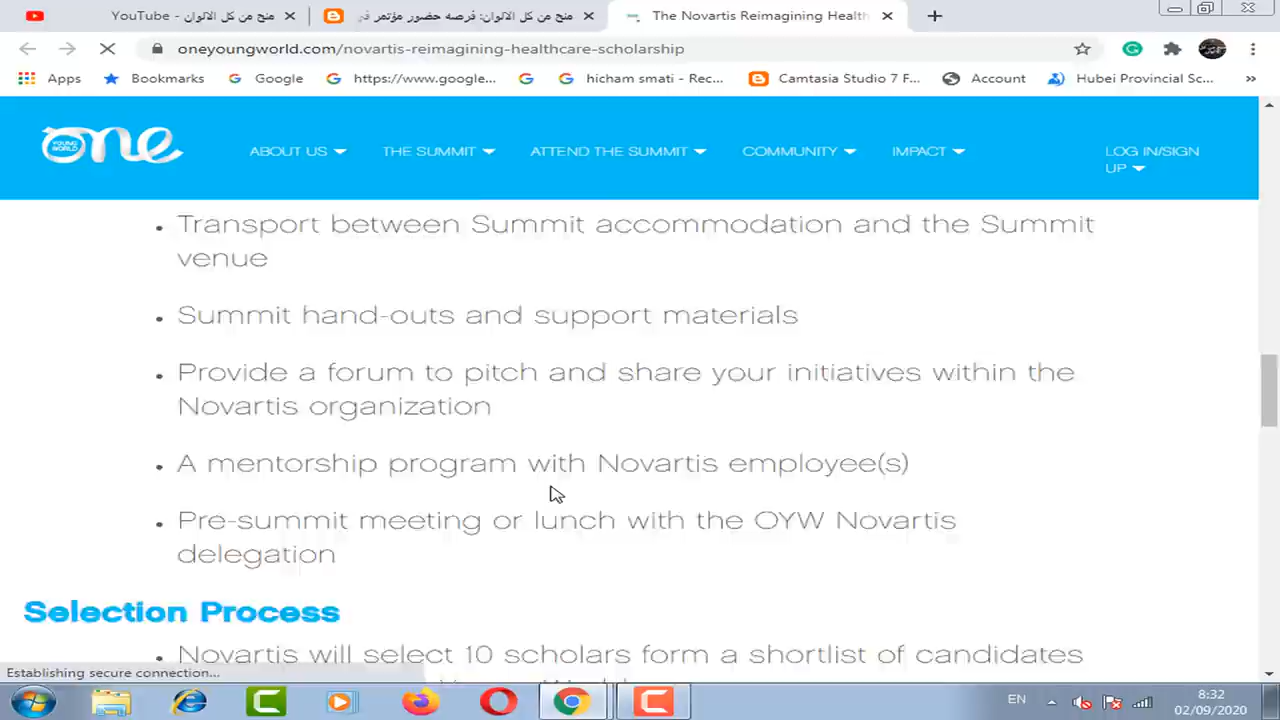 منح من كل الالوان - YouTube
منح من كل الالوان: فرصه حضور مؤتمر في
The Novartis Reimagining Health
oneyoungworld.com/novartis-reimagining-healthcare-scholarship
Apps
Bookmarks
Google
https://www.google...
hicham smati - Rec...
Camtasia Studio 7 F...
Account
Hubei Provincial Sc...
»
YOUNG WORLD
one
ABOUT US
THE SUMMIT
ATTEND THE SUMMIT
COMMUNITY
IMPACT
LOG IN/SIGN
UP
• Transport between Summit accommodation and the Summit
venue
• Summit hand-outs and support materials
• Provide a forum to pitch and share your initiatives within the
Novartis organization
• A mentorship program with Novartis employee(s)
• Pre-summit meeting or lunch with the OYW Novartis
delegation
Selection Process
• Novartis will select 10 scholars form a shortlist of candidates
Establishing secure connection...
EN
8:32
02/09/2020